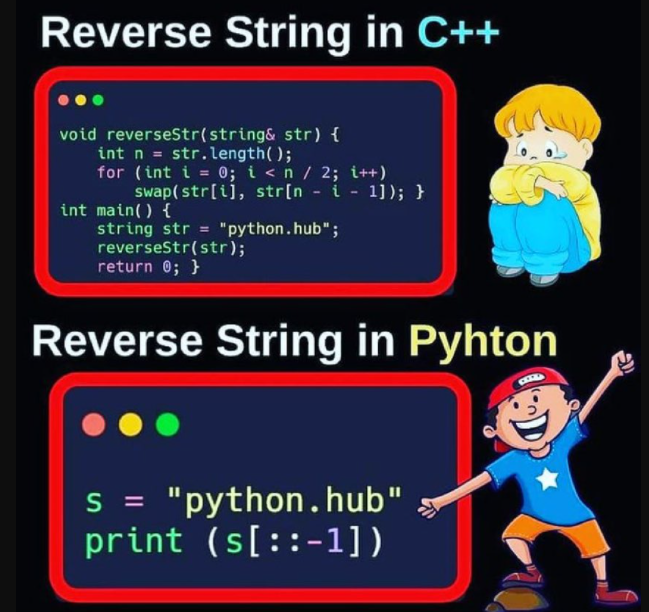 Reverse String in C++
void reverseStr(string& str) {
    int n = str.length();
    for (int i = 0; i < n / 2; i++)
        swap(str[i], str[n - i - 1]); }
int main() {
    string str = "python.hub";
    reverseStr(str);
    return 0; }
Reverse String in Pyhton
s = "python.hub"
print (s[::-1])